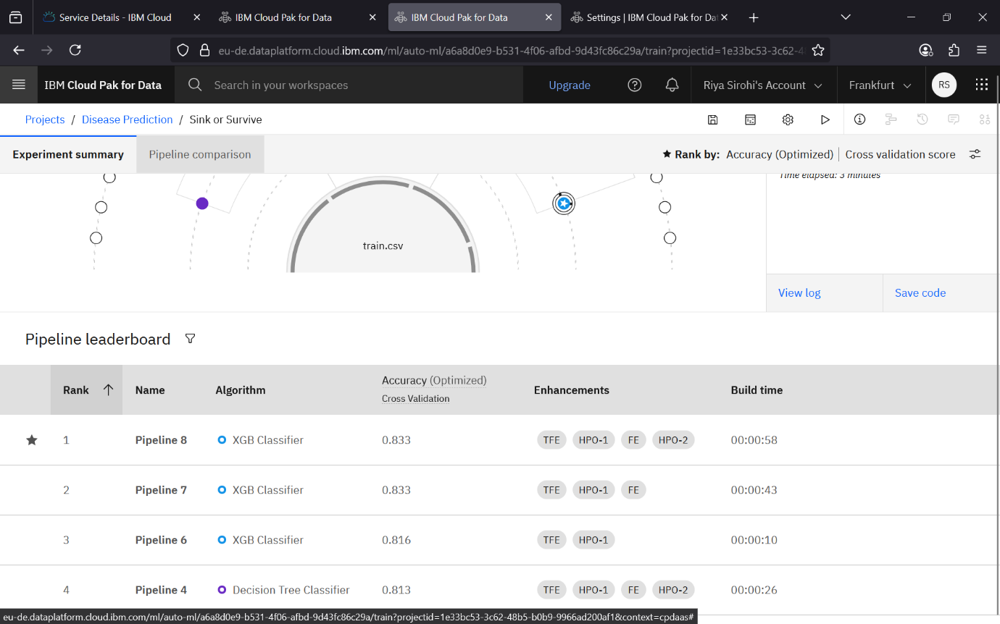 Service Details - IBM Cloud
IBM Cloud Pak for Data
IBM Cloud Pak for Data
Settings | IBM Cloud Pak for Dat
eu-de.dataplatform.cloud.ibm.com/ml/auto-ml/a6a8d0e9-b531-4f06-afbd-9d43fc86c29a/train?projectid=1e33bc53-3c62-4
IBM Cloud Pak for Data
Search in your workspaces
Upgrade
Riya Sirohi's Account
Frankfurt
RS
Projects / Disease Prediction / Sink or Survive
Experiment summary
Pipeline comparison
Rank by: Accuracy (Optimized) | Cross validation score
Time elapsed: 3 minutes
train.csv
View log
Save code
Pipeline leaderboard
Rank Name Algorithm Accuracy (Optimized) Enhancements Build time
Cross Validation
1 Pipeline 8 XGB Classifier 0.833 TFE HPO-1 FE HPO-2 00:00:58
2 Pipeline 7 XGB Classifier 0.833 TFE HPO-1 FE 00:00:43
3 Pipeline 6 XGB Classifier 0.816 TFE HPO-1 00:00:10
4 Pipeline 4 Decision Tree Classifier 0.813 TFE HPO-1 FE HPO-2 00:00:26
eu-de.dataplatform.cloud.ibm.com/ml/auto-ml/a6a8d0e9-b531-4f06-afbd-9d43fc86c29a/train?projectid=1e33bc53-3c62-48b5-b0b9-9966ad200af1&context=cpdaas#